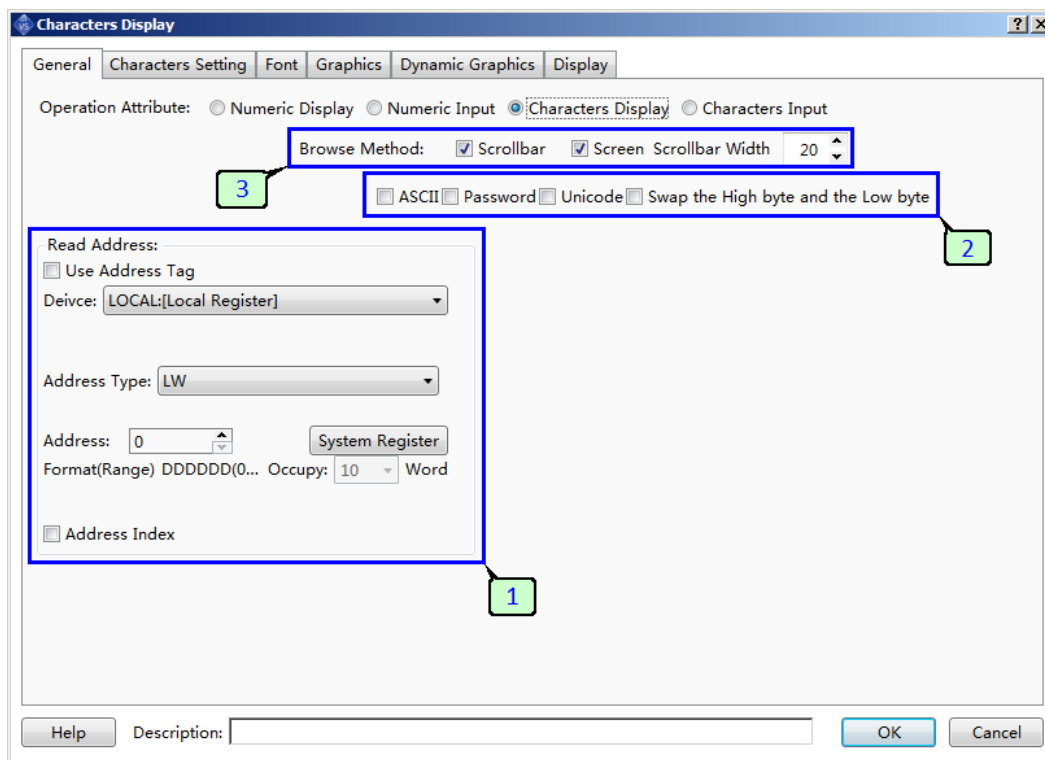 VS Characters Display ? X
General Characters Setting Font Graphics Dynamic Graphics Display
Operation Attribute: Numeric Display Numeric Input Characters Display Characters Input
Browse Method: Scrollbar Screen Scrollbar Width 20
3
ASCII Password Unicode Swap the High byte and the Low byte
2
Read Address:
Use Address Tag
Deivce: LOCAL:[Local Register]
Address Type: LW
Address: 0 System Register
Format(Range) DDDDDD(0... Occupy: 10 Word
Address Index
1
Help Description: OK Cancel